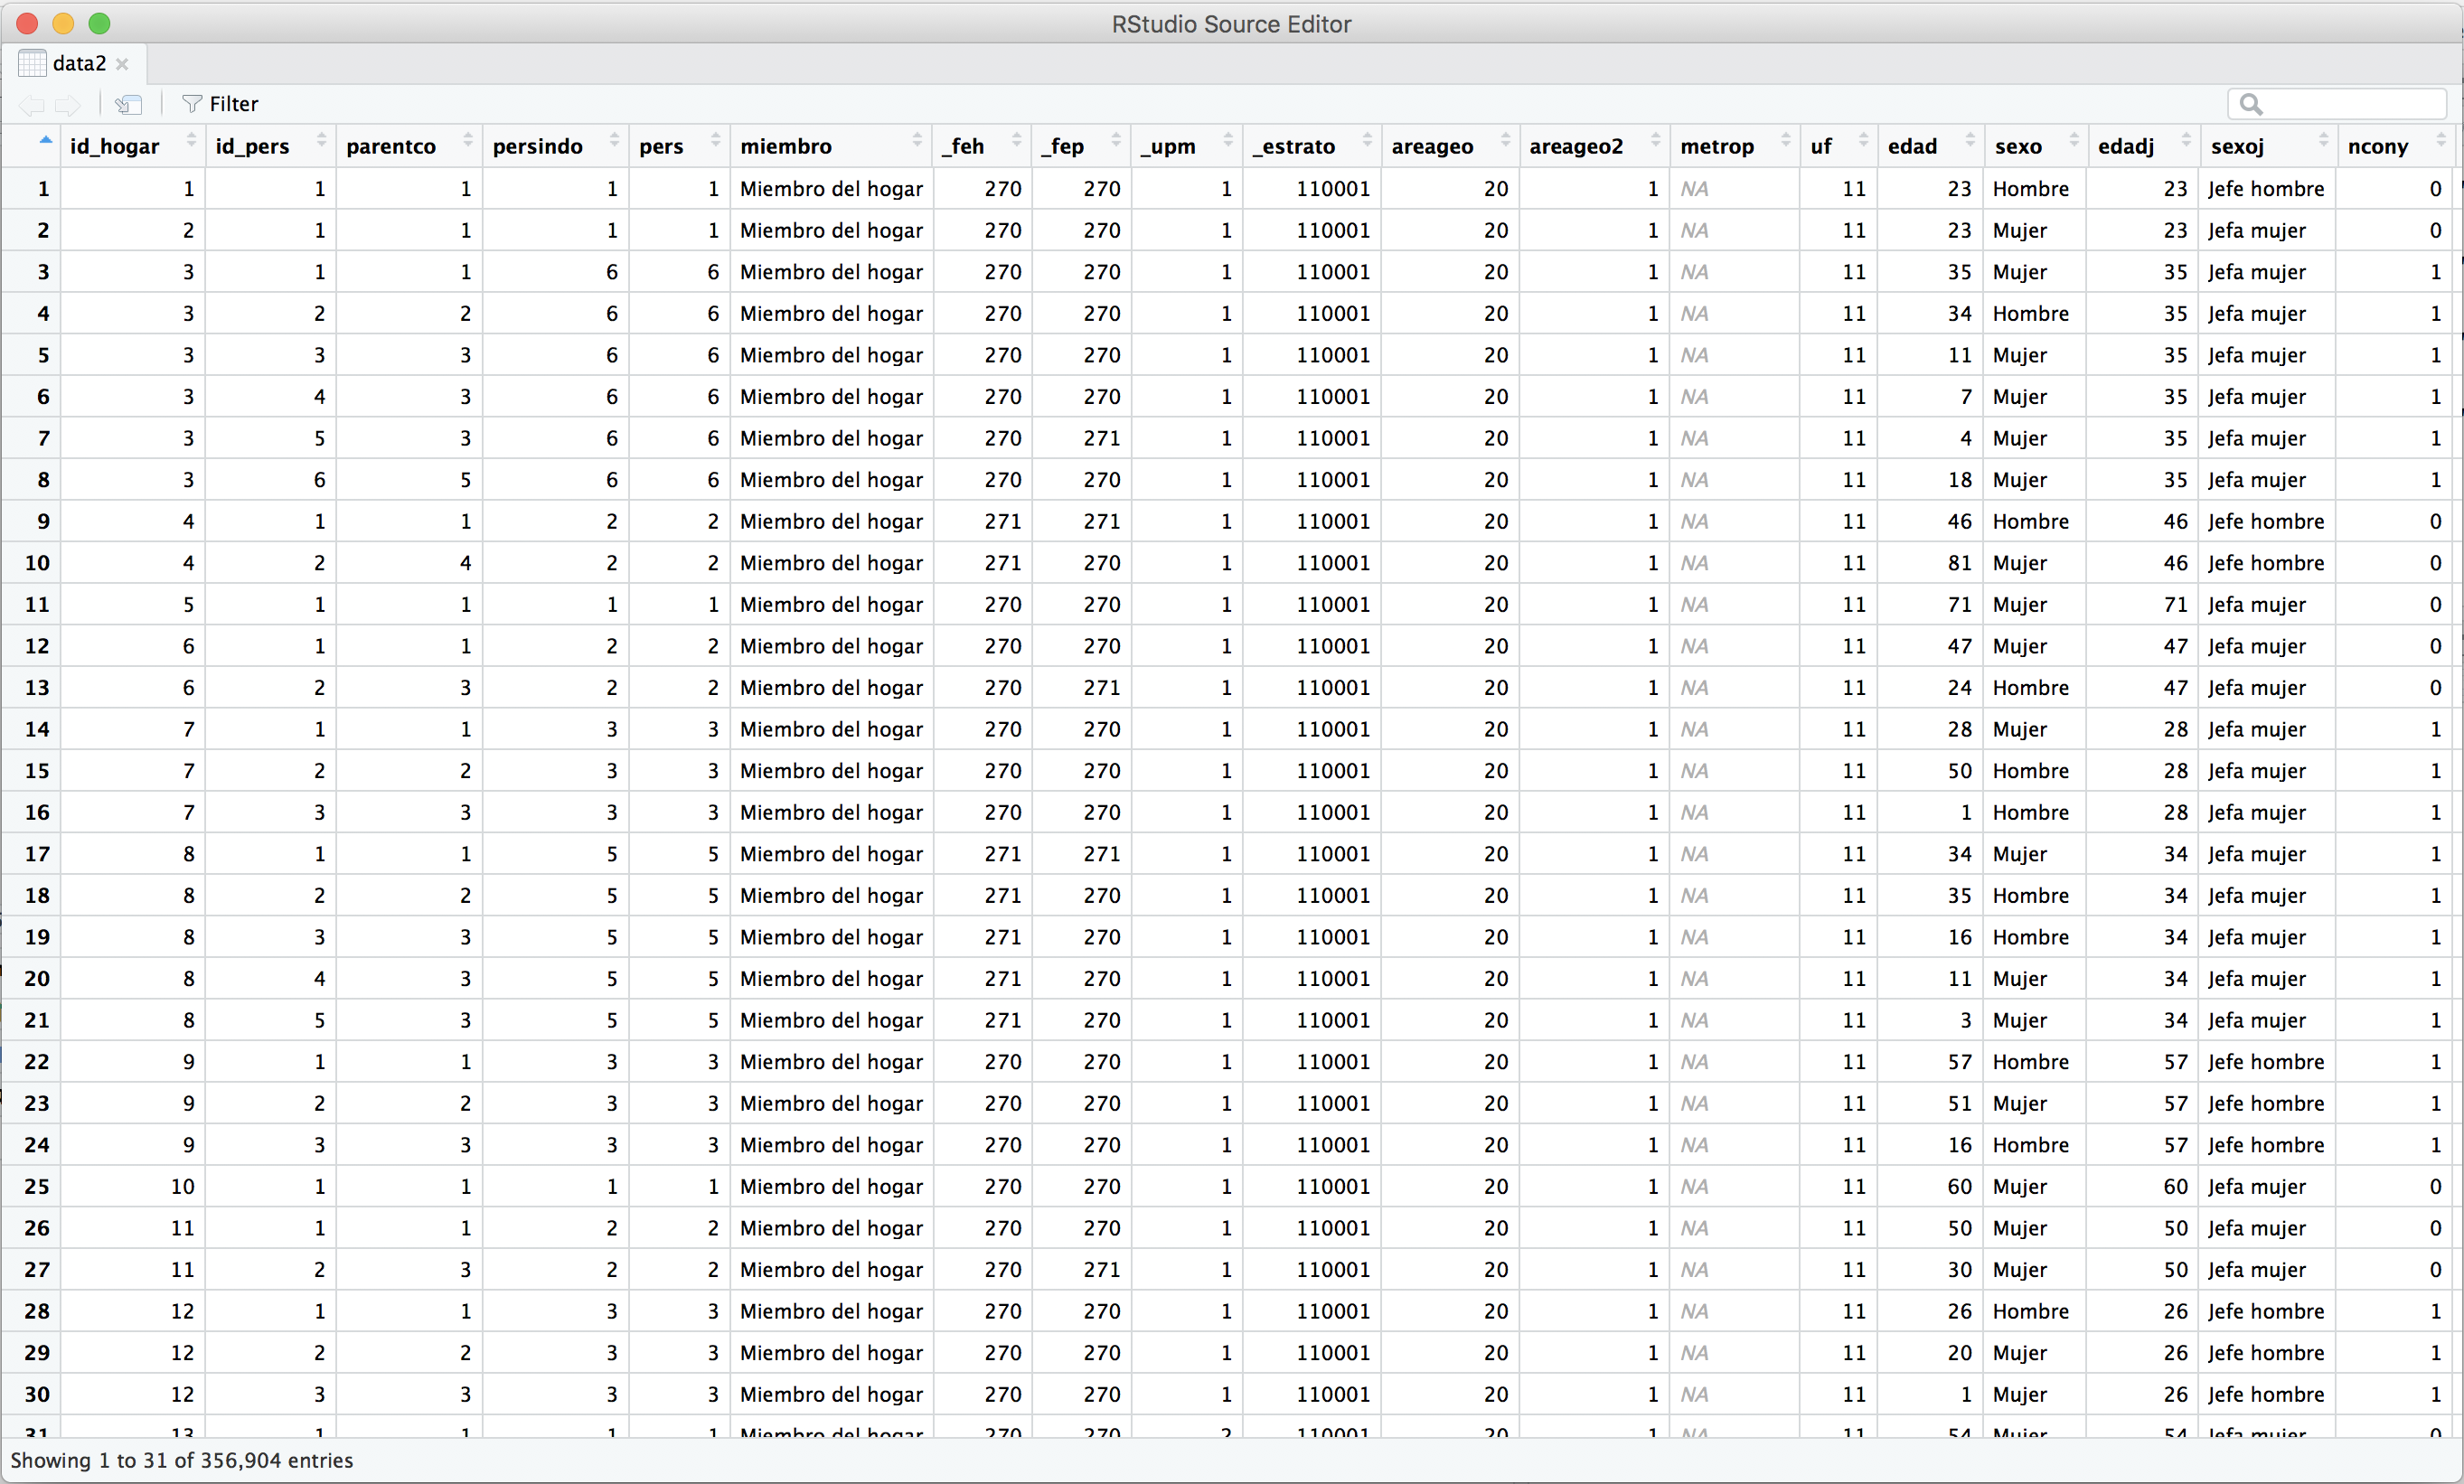 RStudio Source Editor
data2
Filter
id_hogar id_pers parentco persindo pers miembro _feh _fep _upm _estrato areageo areageo2 metrop uf edad sexo edadj sexoj ncony
1 1 1 1 1 1 Miembro del hogar 270 270 1 110001 20 1 NA 11 23 Hombre 23 Jefe hombre 0
2 2 1 1 1 1 Miembro del hogar 270 270 1 110001 20 1 NA 11 23 Mujer 23 Jefa mujer 0
3 3 1 1 6 6 Miembro del hogar 270 270 1 110001 20 1 NA 11 35 Mujer 35 Jefa mujer 1
4 3 2 2 6 6 Miembro del hogar 270 270 1 110001 20 1 NA 11 34 Hombre 35 Jefa mujer 1
5 3 3 3 6 6 Miembro del hogar 270 270 1 110001 20 1 NA 11 11 Mujer 35 Jefa mujer 1
6 3 4 3 6 6 Miembro del hogar 270 270 1 110001 20 1 NA 11 7 Mujer 35 Jefa mujer 1
7 3 5 3 6 6 Miembro del hogar 270 271 1 110001 20 1 NA 11 4 Mujer 35 Jefa mujer 1
8 3 6 5 6 6 Miembro del hogar 270 270 1 110001 20 1 NA 11 18 Mujer 35 Jefa mujer 1
9 4 1 1 2 2 Miembro del hogar 271 271 1 110001 20 1 NA 11 46 Hombre 46 Jefe hombre 0
10 4 2 4 2 2 Miembro del hogar 271 270 1 110001 20 1 NA 11 81 Mujer 46 Jefe hombre 0
11 5 1 1 1 1 Miembro del hogar 270 270 1 110001 20 1 NA 11 71 Mujer 71 Jefa mujer 0
12 6 1 1 2 2 Miembro del hogar 270 270 1 110001 20 1 NA 11 47 Mujer 47 Jefa mujer 0
13 6 2 3 2 2 Miembro del hogar 270 271 1 110001 20 1 NA 11 24 Hombre 47 Jefa mujer 0
14 7 1 1 3 3 Miembro del hogar 270 270 1 110001 20 1 NA 11 28 Mujer 28 Jefa mujer 1
15 7 2 2 3 3 Miembro del hogar 270 270 1 110001 20 1 NA 11 50 Hombre 28 Jefa mujer 1
16 7 3 3 3 3 Miembro del hogar 270 270 1 110001 20 1 NA 11 1 Hombre 28 Jefa mujer 1
17 8 1 1 5 5 Miembro del hogar 271 271 1 110001 20 1 NA 11 34 Mujer 34 Jefa mujer 1
18 8 2 2 5 5 Miembro del hogar 271 270 1 110001 20 1 NA 11 35 Hombre 34 Jefa mujer 1
19 8 3 3 5 5 Miembro del hogar 271 270 1 110001 20 1 NA 11 16 Hombre 34 Jefa mujer 1
20 8 4 3 5 5 Miembro del hogar 271 270 1 110001 20 1 NA 11 11 Mujer 34 Jefa mujer 1
21 8 5 3 5 5 Miembro del hogar 271 270 1 110001 20 1 NA 11 3 Mujer 34 Jefa mujer 1
22 9 1 1 3 3 Miembro del hogar 270 270 1 110001 20 1 NA 11 57 Hombre 57 Jefe hombre 1
23 9 2 2 3 3 Miembro del hogar 270 270 1 110001 20 1 NA 11 51 Mujer 57 Jefe hombre 1
24 9 3 3 3 3 Miembro del hogar 270 270 1 110001 20 1 NA 11 16 Hombre 57 Jefe hombre 1
25 10 1 1 1 1 Miembro del hogar 270 270 1 110001 20 1 NA 11 60 Mujer 60 Jefa mujer 0
26 11 1 1 2 2 Miembro del hogar 270 270 1 110001 20 1 NA 11 50 Mujer 50 Jefa mujer 0
27 11 2 3 2 2 Miembro del hogar 270 271 1 110001 20 1 NA 11 30 Mujer 50 Jefa mujer 0
28 12 1 1 3 3 Miembro del hogar 270 270 1 110001 20 1 NA 11 26 Hombre 26 Jefe hombre 1
29 12 2 2 3 3 Miembro del hogar 270 270 1 110001 20 1 NA 11 20 Mujer 26 Jefe hombre 1
30 12 3 3 3 3 Miembro del hogar 270 270 1 110001 20 1 NA 11 1 Mujer 26 Jefe hombre 1
31 13 1 1 1 1 Miembro del hogar 270 270 2 110001 20 1 NA 11 54 Mujer 54 Jefa mujer 0
Showing 1 to 31 of 356,904 entries